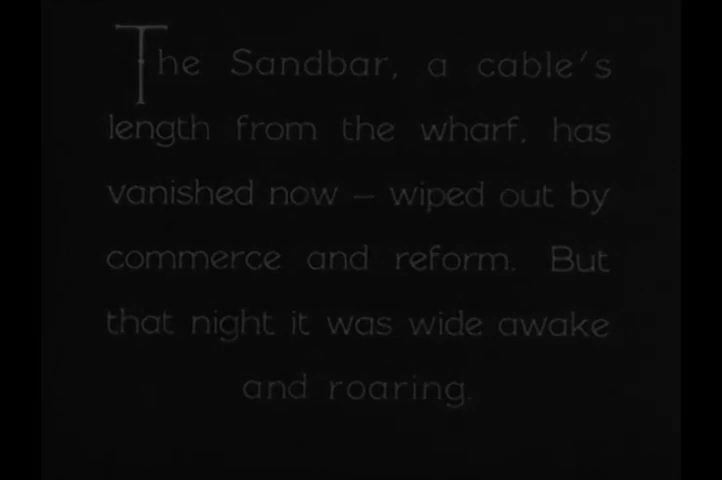 The Sandbar, a cable's
length from the wharf, has
vanished now – wiped out by
commerce and reform. But
that night it was wide awake
and roaring.